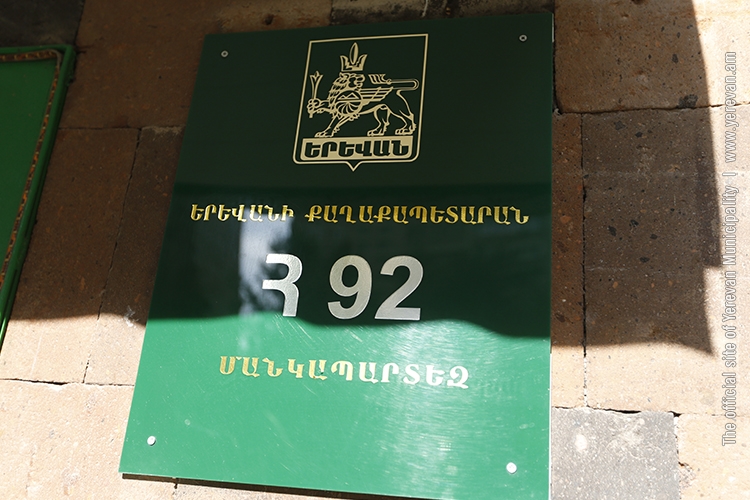 ԵՐԵՎԱՆ
ԵՐԵՎԱՆԻ ՔԱՂԱՔԱՊԵՏԱՐԱՆ
Հ 92
ՄԱՆԿԱՊԱՐՏԵԶ
The official site of Yerevan Municipality | www.yerevan.am